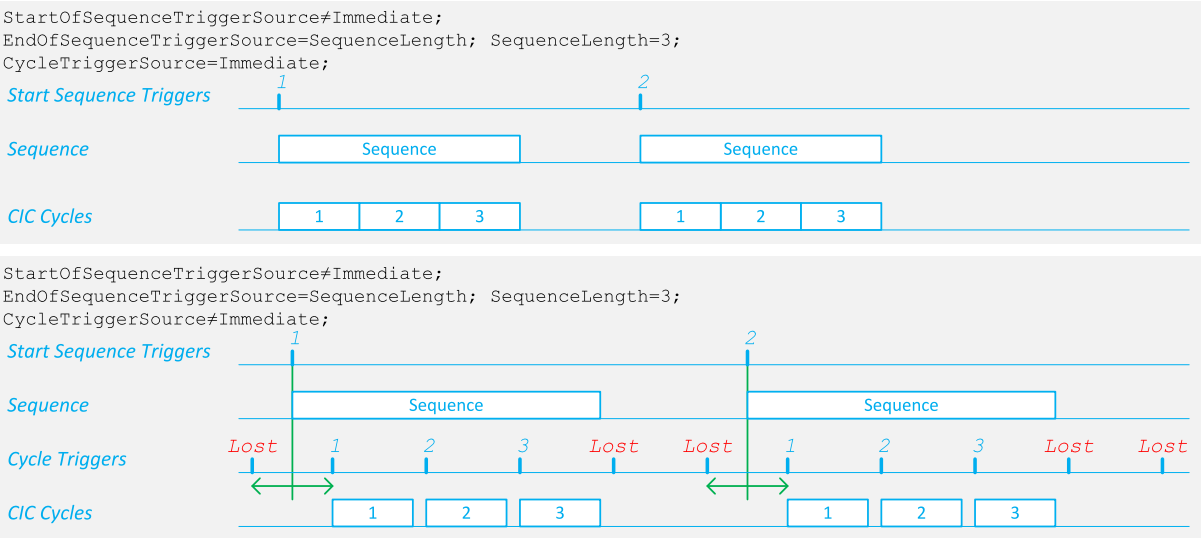 StartOfSequenceTriggerSource≠Immediate;
EndOfSequenceTriggerSource=SequenceLength; SequenceLength=3;
CycleTriggerSource=Immediate;
1 2
Start Sequence Triggers
Sequence Sequence Sequence
CIC Cycles 1 2 3 1 2 3
StartOfSequenceTriggerSource≠Immediate;
EndOfSequenceTriggerSource=SequenceLength; SequenceLength=3;
CycleTriggerSource≠Immediate;
1 2
Start Sequence Triggers
Sequence Sequence Sequence
Lost 1 2 3 Lost Lost 1 2 3 Lost Lost
Cycle Triggers
CIC Cycles 1 2 3 1 2 3